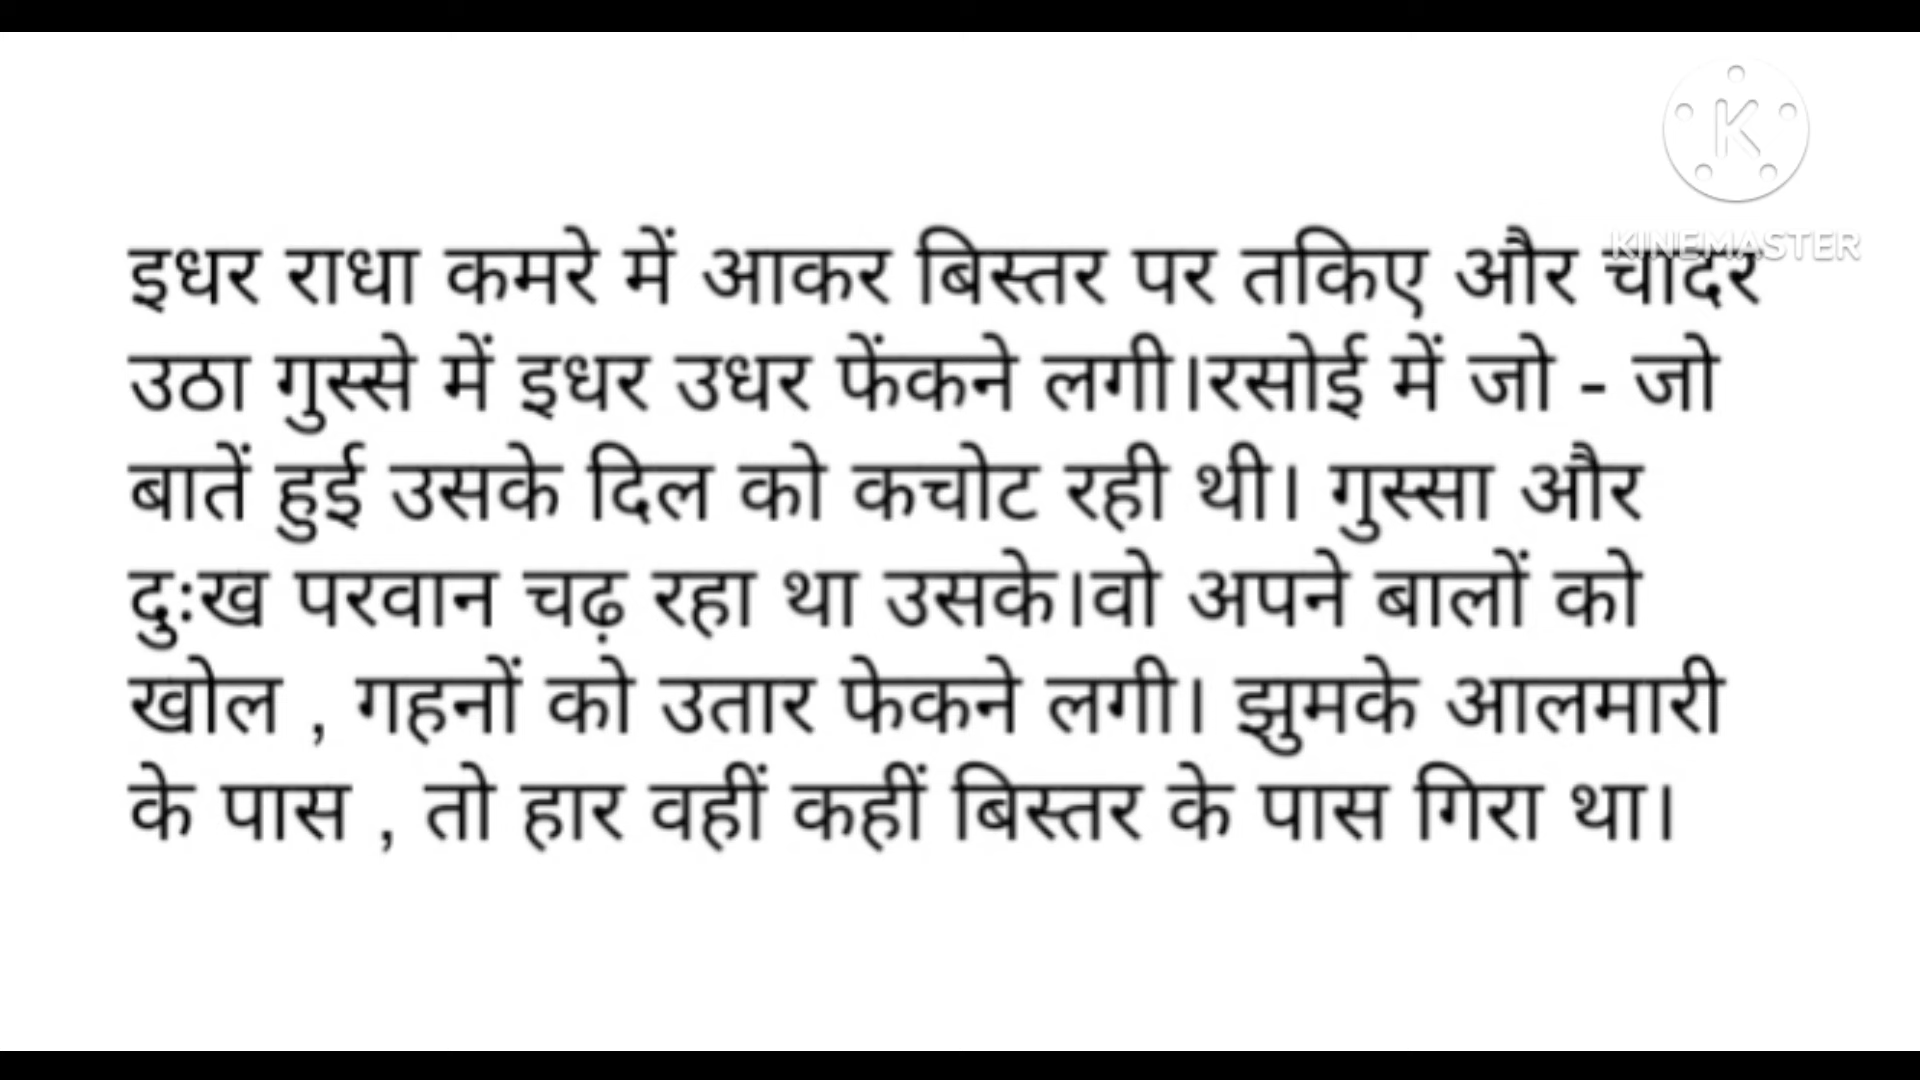 KINEMASTER
इधर राधा कमरे में आकर बिस्तर पर तकिए और चादर
उठा गुस्से में इधर उधर फेंकने लगी।रसोई में जो - जो
बातें हुई उसके दिल को कचोट रही थी। गुस्सा और
दुःख परवान चढ़ रहा था उसके।वो अपने बालों को
खोल , गहनों को उतार फेकने लगी। झुमके आलमारी
के पास , तो हार वहीं कहीं बिस्तर के पास गिरा था।